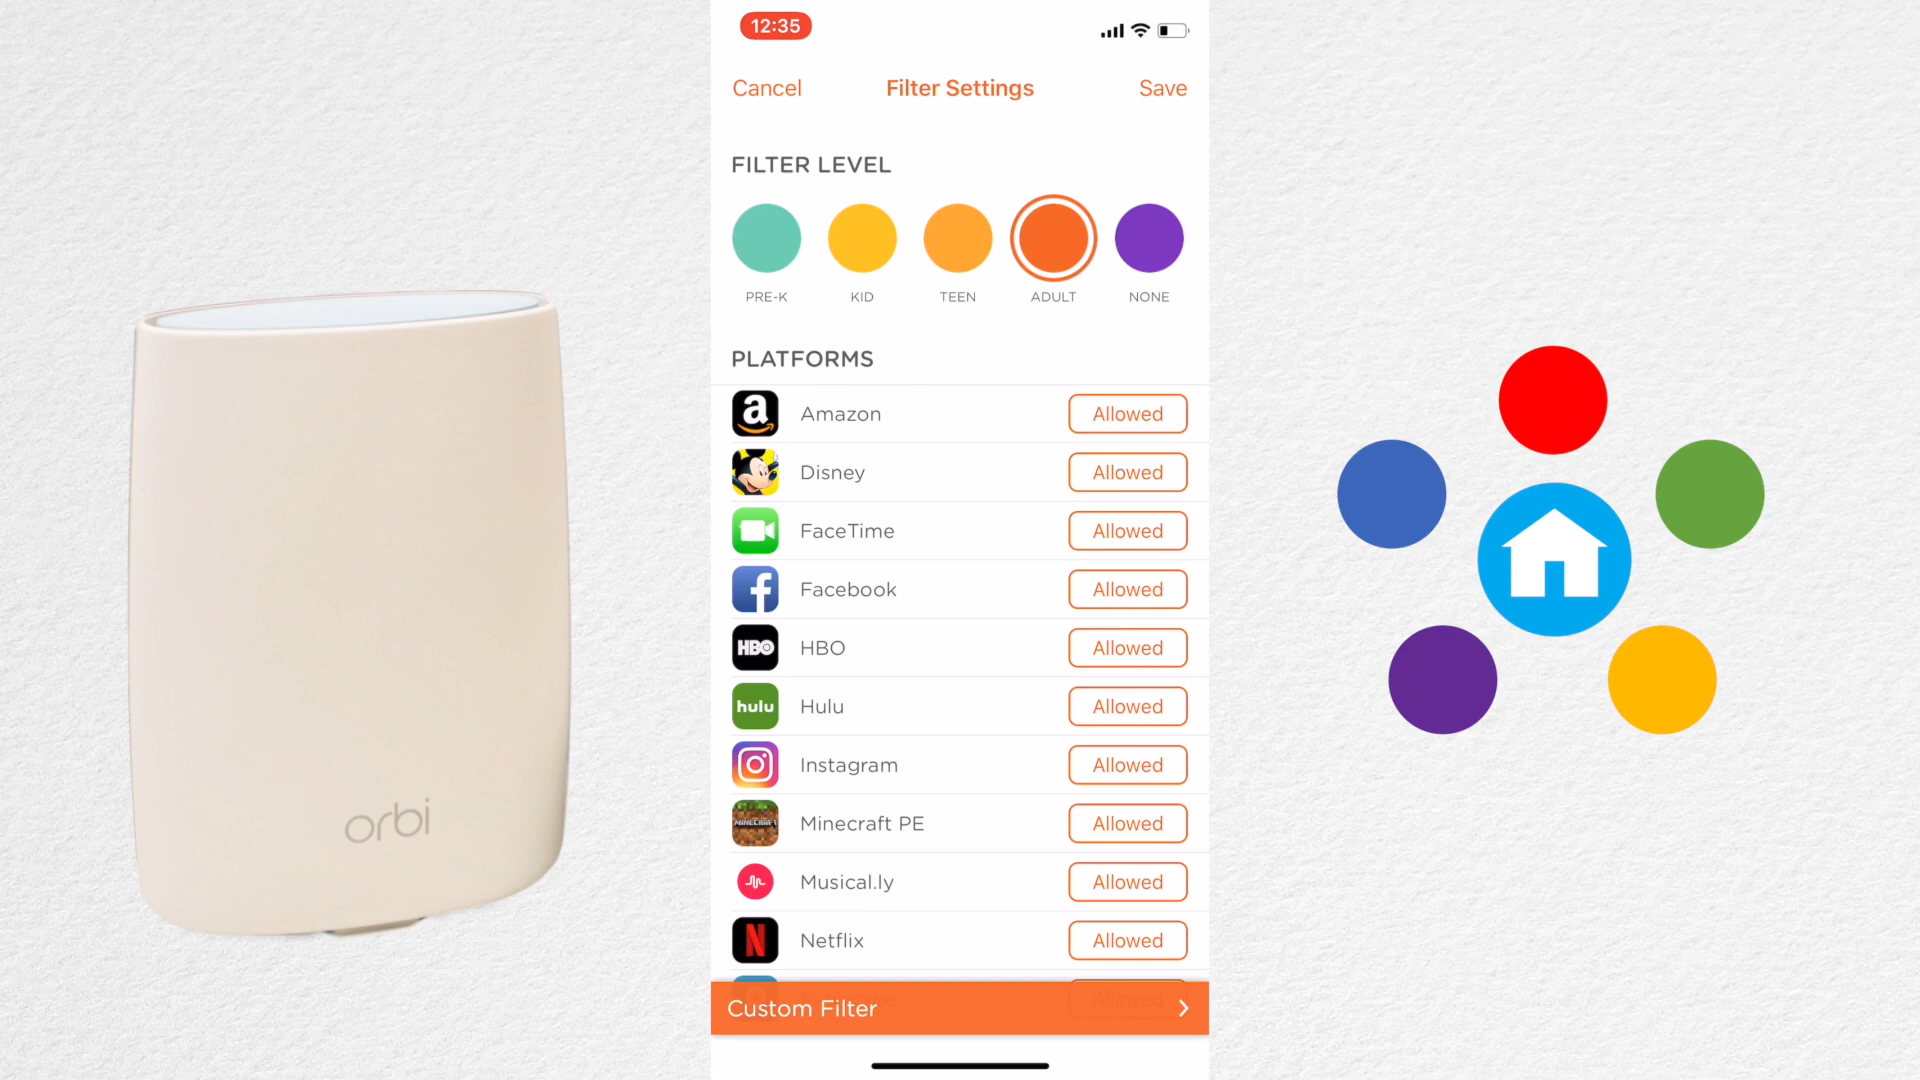 12:35
Cancel
Filter Settings
Save
FILTER LEVEL
PRE-K
KID
TEEN
ADULT
NONE
PLATFORMS
a
Amazon
Allowed
Disney
Allowed
FaceTime
Allowed
f
Facebook
Allowed
HBO
HBO
Allowed
hulu
Hulu
Allowed
Instagram
Allowed
MINECRAFT
Minecraft PE
Allowed
Musical.ly
Allowed
N
Netflix
Allowed
Custom Filter
orbi